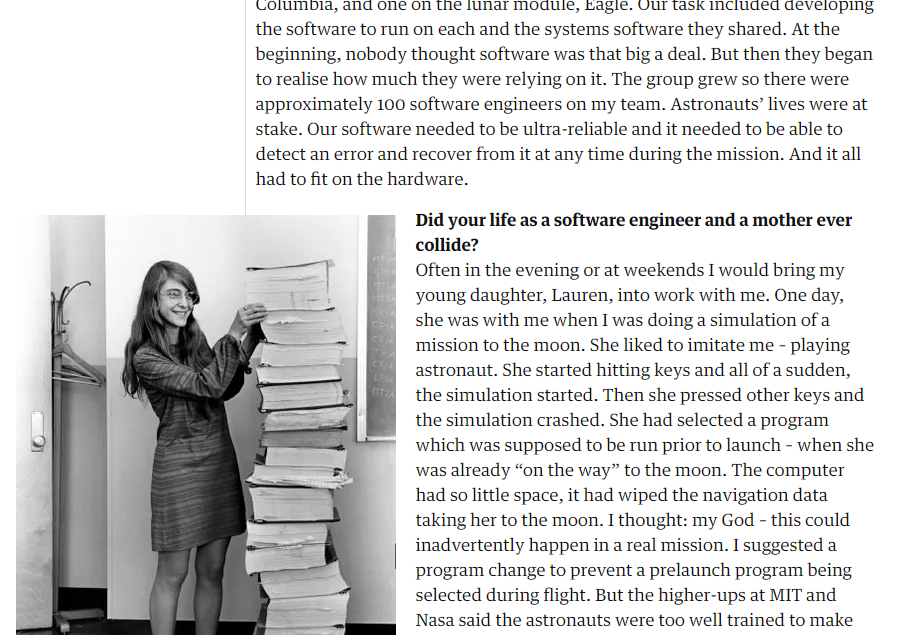 Columbia, and one on the lunar module, Eagle. Our task included developing
the software to run on each and the systems software they shared. At the
beginning, nobody thought software was that big a deal. But then they began
to realise how much they were relying on it. The group grew so there were
approximately 100 software engineers on my team. Astronauts’ lives were at
stake. Our software needed to be ultra-reliable and it needed to be able to
detect an error and recover from it at any time during the mission. And it all
had to fit on the hardware.
Did your life as a software engineer and a mother ever
collide?
Often in the evening or at weekends I would bring my
young daughter, Lauren, into work with me. One day,
she was with me when I was doing a simulation of a
mission to the moon. She liked to imitate me – playing
astronaut. She started hitting keys and all of a sudden,
the simulation started. Then she pressed other keys and
the simulation crashed. She had selected a program
which was supposed to be run prior to launch – when she
was already “on the way” to the moon. The computer
had so little space, it had wiped the navigation data
taking her to the moon. I thought: my God – this could
inadvertently happen in a real mission. I suggested a
program change to prevent a prelaunch program being
selected during flight. But the higher-ups at MIT and
Nasa said the astronauts were too well trained to make